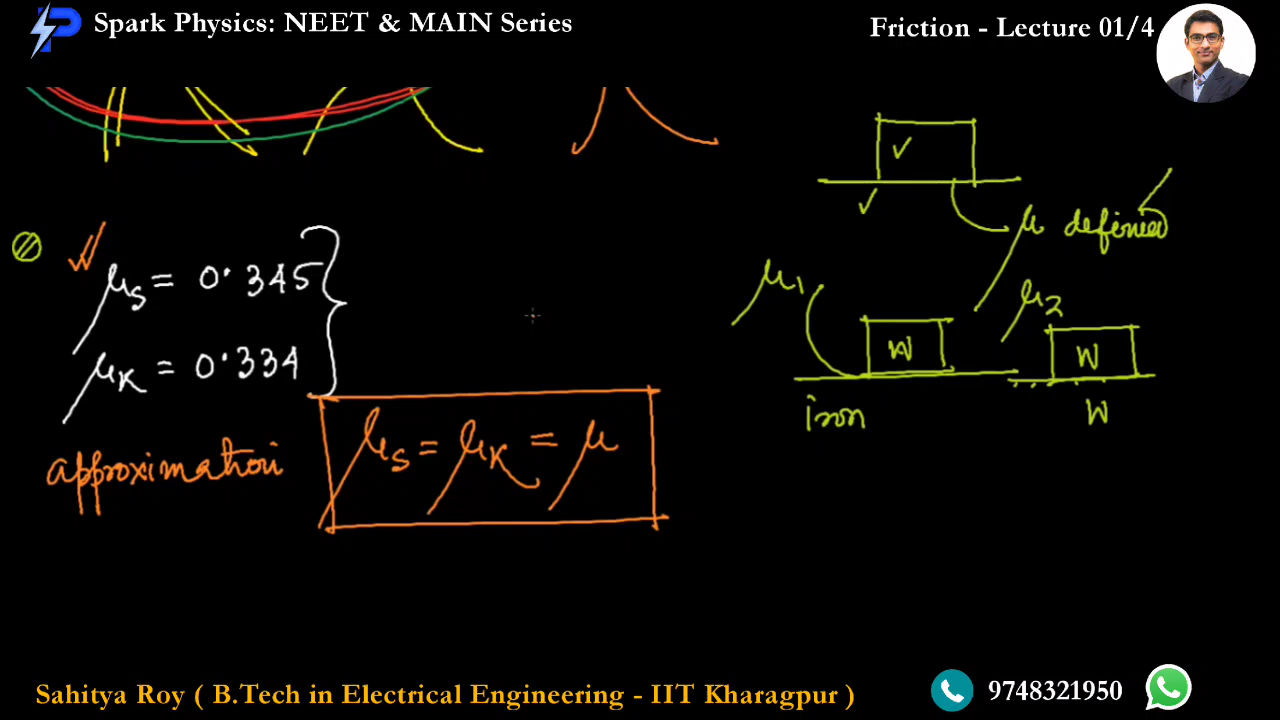 Spark Physics: NEET & MAIN Series
Friction - Lecture 01/4
μ defined
μs = 0.345
μ1
μ2
μK = 0.334
W
W
iron
W
approximation
μs = μK = μ
Sahitya Roy ( B.Tech in Electrical Engineering - IIT Kharagpur )
9748321950